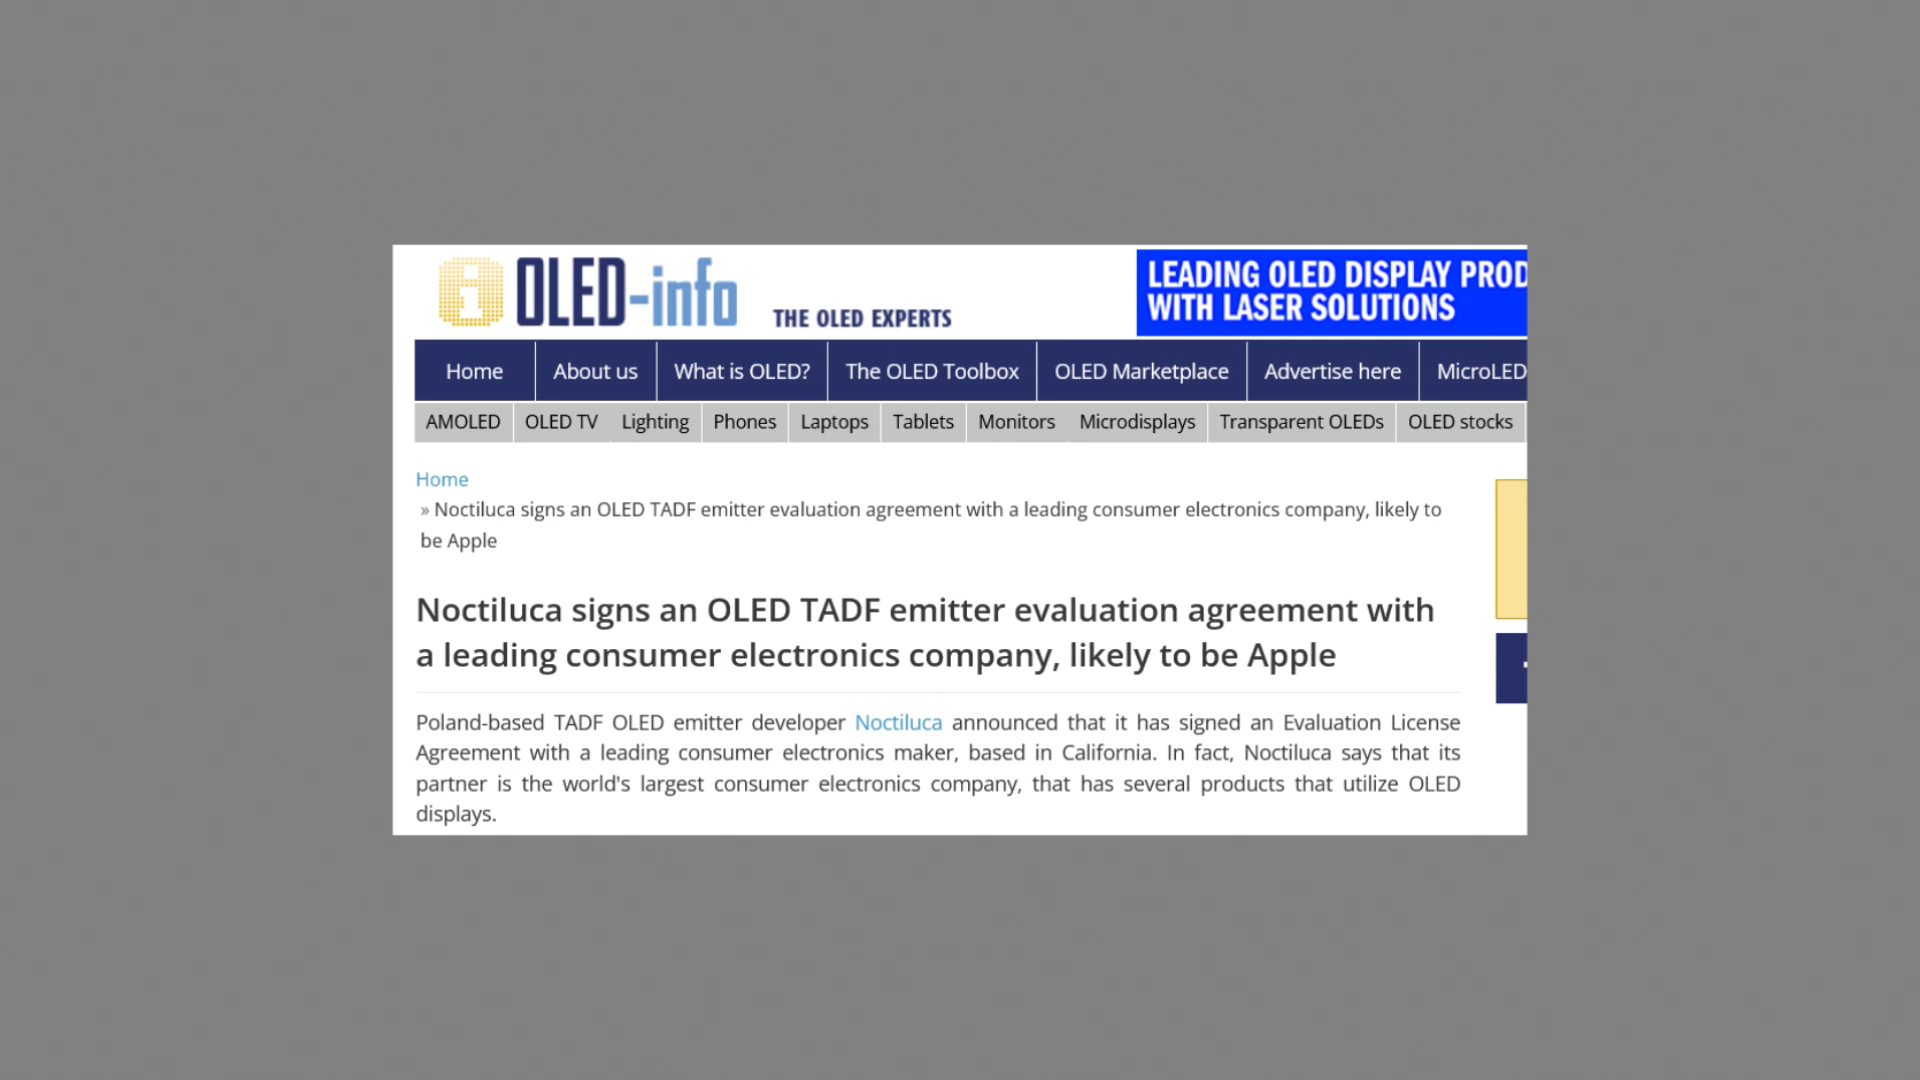 OLED-info
THE OLED EXPERTS
LEADING OLED DISPLAY PROD
WITH LASER SOLUTIONS
Home About us What is OLED? The OLED Toolbox OLED Marketplace Advertise here MicroLED
AMOLED OLED TV Lighting Phones Laptops Tablets Monitors Microdisplays Transparent OLEDs OLED stocks
Home
» Noctiluca signs an OLED TADF emitter evaluation agreement with a leading consumer electronics company, likely to
be Apple
Noctiluca signs an OLED TADF emitter evaluation agreement with
a leading consumer electronics company, likely to be Apple
Poland-based TADF OLED emitter developer Noctiluca announced that it has signed an Evaluation License
Agreement with a leading consumer electronics maker, based in California. In fact, Noctiluca says that its
partner is the world's largest consumer electronics company, that has several products that utilize OLED
displays.